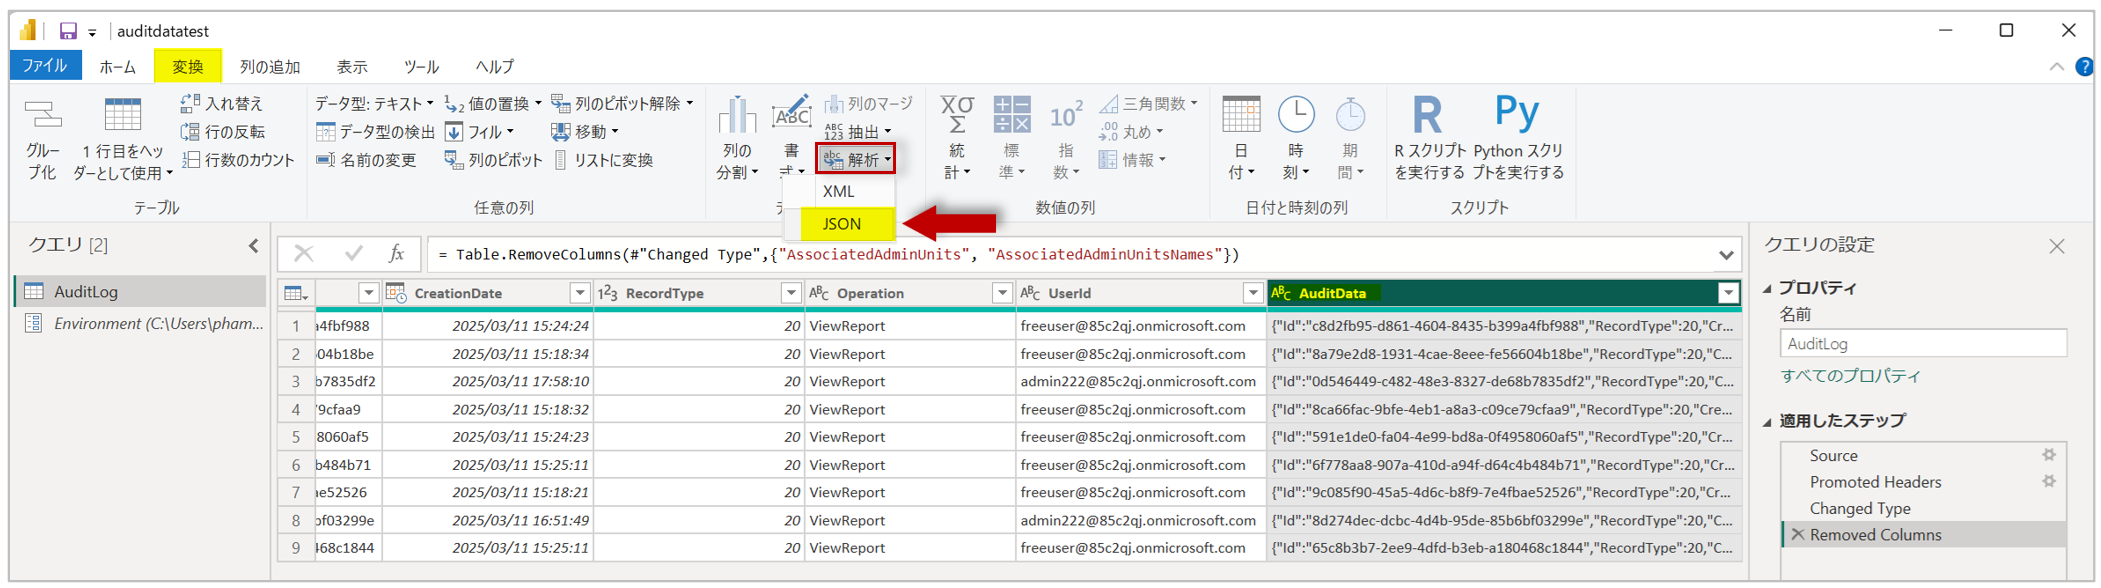 auditdatatest
ファイル ホーム 変換 列の追加 表示 ツール ヘルプ
グループ化
1 行目をヘッダーとして使用
入れ替え
行の反転
行数のカウント
テーブル
データ型: テキスト
データ型の検出
名前の変更
値の置換
フィル
列のピボット
列のピボット解除
移動
リストに変換
任意の列
列の分割
書式
列のマージ
抽出
解析
XML
JSON
統計
標準
指数
三角関数
丸め
情報
数値の列
日付
時刻
期間
日付と時刻の列
R スクリプトを実行する
Python スクリプトを実行する
スクリプト
クエリ [2]
AuditLog
Environment (C:\Users\pham...
fx = Table.RemoveColumns(#"Changed Type",{"AssociatedAdminUnits", "AssociatedAdminUnitsNames"})
CreationDate 123 RecordType ABC Operation ABC UserId ABC AuditData
1 a4fbf988 2025/03/11 15:24:24 20 ViewReport freeuser@85c2qj.onmicrosoft.com {"Id":"c8d2fb95-d861-4604-8435-b399a4fbf988","RecordType":20,"Cr...
2 04b18be 2025/03/11 15:18:34 20 ViewReport freeuser@85c2qj.onmicrosoft.com {"Id":"8a79e2d8-1931-4cae-8eee-fe56604b18be","RecordType":20,"C...
3 b7835df2 2025/03/11 17:58:10 20 ViewReport admin222@85c2qj.onmicrosoft.com {"Id":"0d546449-c482-48e3-8327-de68b7835df2","RecordType":20,"C...
4 9cfaa9 2025/03/11 15:18:32 20 ViewReport freeuser@85c2qj.onmicrosoft.com {"Id":"8ca66fac-9bfe-4eb1-a8a3-c09ce79cfaa9","RecordType":20,"Cre...
5 8060af5 2025/03/11 15:24:23 20 ViewReport freeuser@85c2qj.onmicrosoft.com {"Id":"591e1de0-fa04-4e99-bd8a-0f4958060af5","RecordType":20,"Cr...
6 b484b71 2025/03/11 15:25:11 20 ViewReport freeuser@85c2qj.onmicrosoft.com {"Id":"6f778aa8-907a-410d-a94f-d64c4b484b71","RecordType":20,"Cr...
7 ae52526 2025/03/11 15:18:21 20 ViewReport freeuser@85c2qj.onmicrosoft.com {"Id":"9c085f90-45a5-4d6c-b8f9-7e4fbae52526","RecordType":20,"Cr...
8 bf03299e 2025/03/11 16:51:49 20 ViewReport admin222@85c2qj.onmicrosoft.com {"Id":"8d274dec-dcbc-4d4b-95de-85b6bf03299e","RecordType":20,"C...
9 468c1844 2025/03/11 15:25:11 20 ViewReport freeuser@85c2qj.onmicrosoft.com {"Id":"65c8b3b7-2ee9-4dfd-b3eb-a180468c1844","RecordType":20,"C...
クエリの設定
プロパティ
名前
AuditLog
すべてのプロパティ
適用したステップ
Source
Promoted Headers
Changed Type
Removed Columns